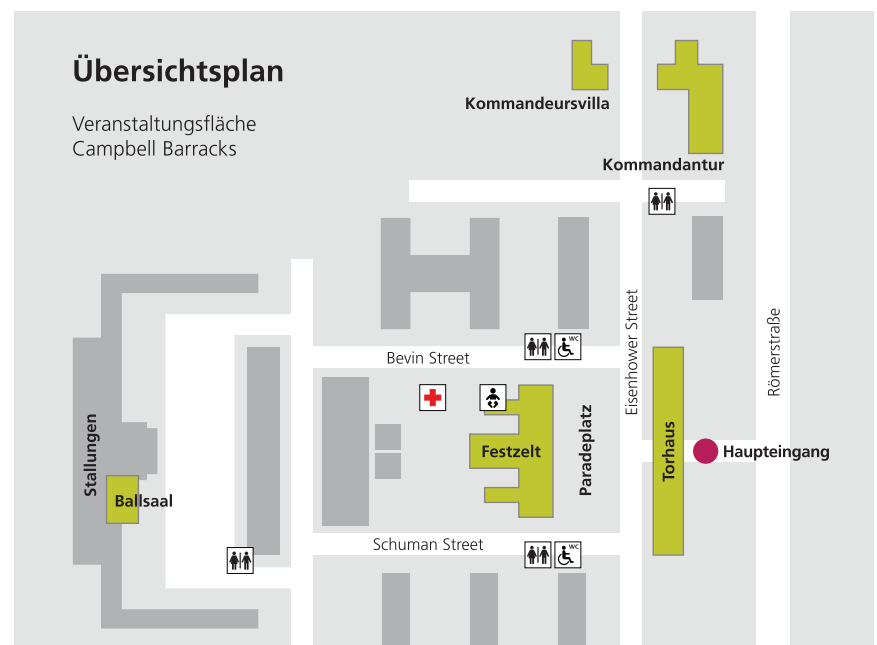 Übersichtsplan
Veranstaltungsfläche
Campbell Barracks
Kommandeursvilla
Kommandantur
Eisenhower Street
Römerstraße
WC
Bevin Street
Stallungen
Ballsaal
Festzelt
Paradeplatz
Torhaus
Haupteingang
Schuman Street
WC